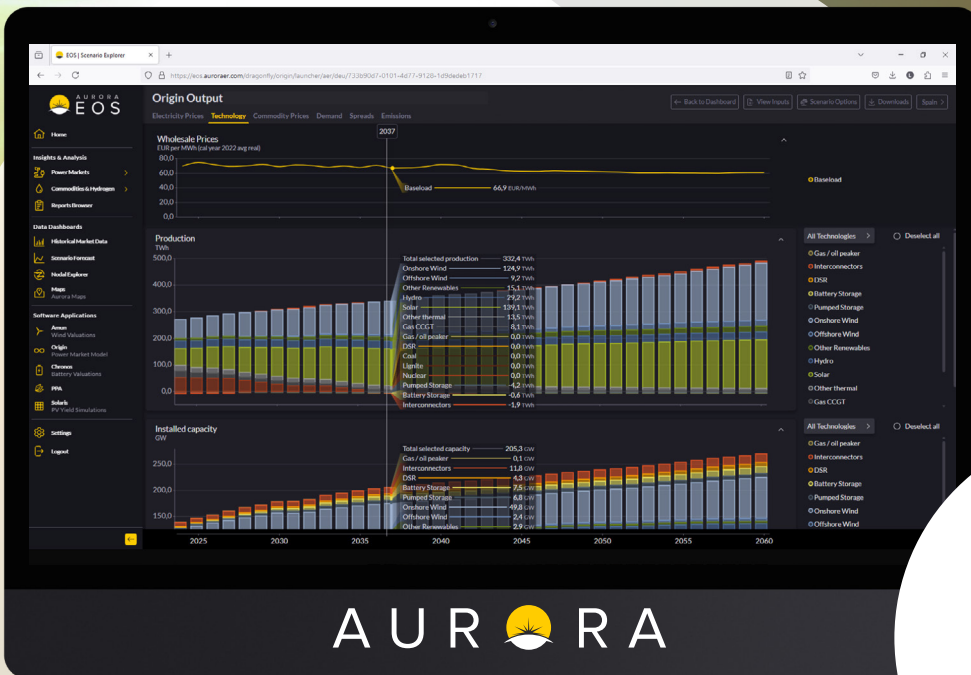 EOS | Scenario Explorer
https://eos.auroraer.com/dragonfly/origin/launcher/aer/deu/733b90d7-0101-4d77-9128-1d9dedeb1717
AURORA
EOS
Home
Insights & Analysis
Power Markets
Commodities & Hydrogen
Reports Browser
Data Dashboards
Historical Market Data
Scenario Forecast
Nodal Explorer
Maps
Aurora Maps
Software Applications
Amun
Wind Valuations
Origin
Power Market Model
Chronos
Battery Valuations
PPA
Solaris
PV Yield Simulations
Settings
Logout
Origin Output
← Back to Dashboard
View Inputs
Scenario Options
Downloads
Spain
Electricity Prices Technology Commodity Prices Demand Spreads Emissions
2037
Wholesale Prices
EUR per MWh (cal year 2022 avg real)
80,0
60,0
40,0
20,0
0,0
Baseload 66,9 EUR/MWh
Baseload
Production
TWh
500,0
400,0
300,0
200,0
100,0
0,0
Total selected production 332,4 TWh
Onshore Wind 124,9 TWh
Offshore Wind 9,2 TWh
Other Renewables 15,1 TWh
Hydro 29,2 TWh
Solar 139,1 TWh
Other thermal 13,5 TWh
Gas CCGT 8,1 TWh
Gas / oil peaker 0,0 TWh
DSR 0,0 TWh
Coal 0,0 TWh
Lignite 0,0 TWh
Nuclear 0,0 TWh
Pumped Storage -4,2 TWh
Battery Storage -0,6 TWh
Interconnectors -1,9 TWh
All Technologies
Deselect all
Gas / oil peaker
Interconnectors
DSR
Battery Storage
Pumped Storage
Onshore Wind
Offshore Wind
Other Renewables
Hydro
Solar
Other thermal
Gas CCGT
Installed capacity
GW
250,0
200,0
150,0
Total selected capacity 205,3 GW
Gas / oil peaker 0,1 GW
Interconnectors 11,8 GW
DSR 4,3 GW
Battery Storage 7,5 GW
Pumped Storage 6,8 GW
Onshore Wind 49,8 GW
Offshore Wind 2,4 GW
Other Renewables 2,9 GW
All Technologies
Deselect all
Gas / oil peaker
Interconnectors
DSR
Battery Storage
Pumped Storage
Onshore Wind
Offshore Wind
2025 2030 2035 2040 2045 2050 2055 2060
AURORA